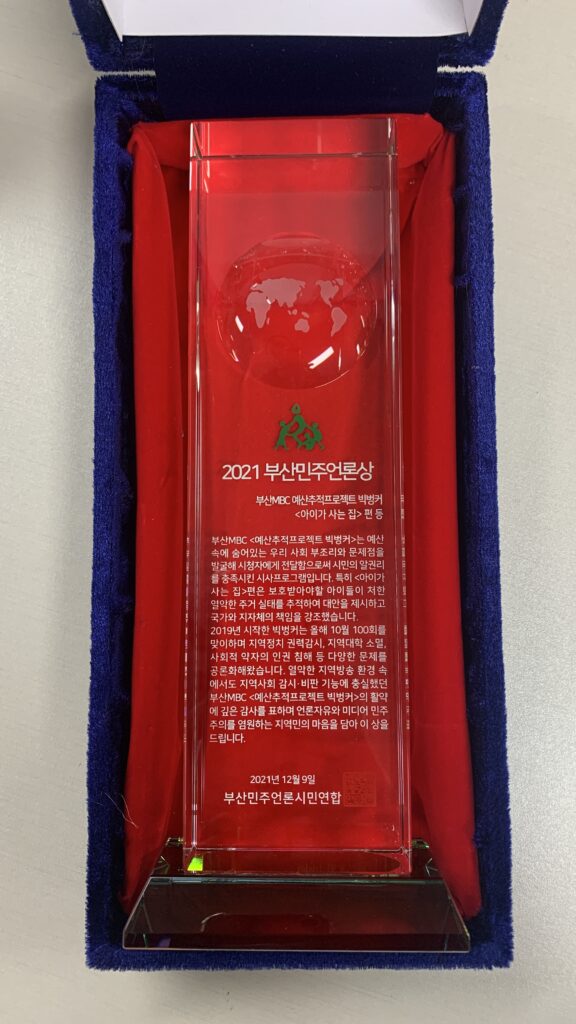 2021 부산민주언론상
부산MBC 예산추적프로젝트 빅벙커
<아이가 사는 집> 편 등
부산MBC <예산추적프로젝트 빅벙커>는 예산
속에 숨어있는 우리 사회 부조리와 문제점을
발굴해 시청자에게 전달함으로써 시민의 알권리
를 충족시킨 시사프로그램입니다. 특히 <아이가
사는 집>편은 보호받아야할 아이들이 처한
열악한 주거 실태를 추적하여 대안을 제시하고
국가와 지자체의 책임을 강조했습니다.
2019년 시작한 빅벙커는 올해 10월 100회를
맞이하며 지역정치 권력감시, 지역대학 소멸,
사회적 약자의 인권 침해 등 다양한 문제를
공론화해왔습니다. 열악한 지역방송 환경 속
에서도 지역사회 감시·비판 기능에 충실했던
부산MBC <예산추적프로젝트 빅벙커>의 활약
에 깊은 감사를 표하며 언론자유와 미디어 민주
주의를 염원하는 지역민의 마음을 담아 이 상을
드립니다.
2021년 12월 9일
부산민주언론시민연합